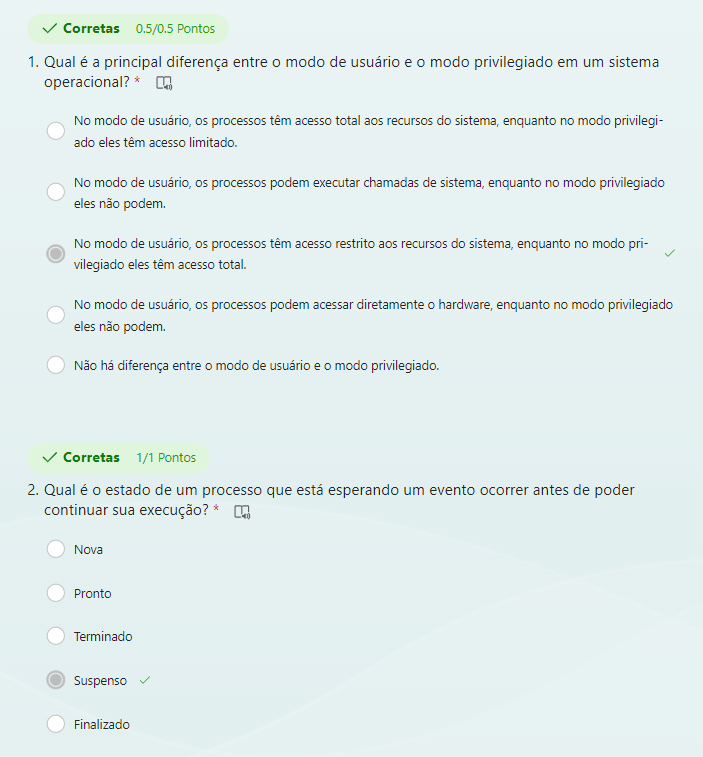 Corretas 0.5/0.5 Pontos
1. Qual é a principal diferença entre o modo de usuário e o modo privilegiado em um sistema
operacional? *
No modo de usuário, os processos têm acesso total aos recursos do sistema, enquanto no modo privilegi-
ado eles têm acesso limitado.
No modo de usuário, os processos podem executar chamadas de sistema, enquanto no modo privilegiado
eles não podem.
No modo de usuário, os processos têm acesso restrito aos recursos do sistema, enquanto no modo pri-
vilegiado eles têm acesso total.
No modo de usuário, os processos podem acessar diretamente o hardware, enquanto no modo privilegiado
eles não podem.
Não há diferença entre o modo de usuário e o modo privilegiado.
Corretas 1/1 Pontos
2. Qual é o estado de um processo que está esperando um evento ocorrer antes de poder
continuar sua execução? *
Nova
Pronto
Terminado
Suspenso
Finalizado